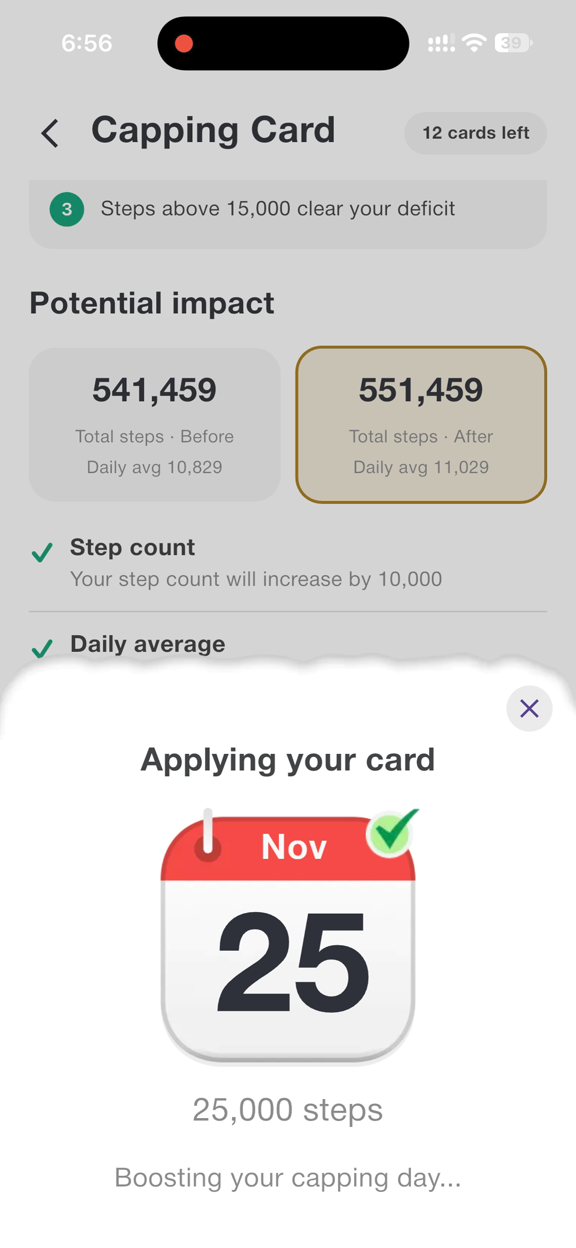 6:56
39
Capping Card
12 cards left
3 Steps above 15,000 clear your deficit
Potential impact
541,459
Total steps · Before
Daily avg 10,829
551,459
Total steps · After
Daily avg 11,029
Step count
Your step count will increase by 10,000
Daily average
Applying your card
Nov
25
25,000 steps
Boosting your capping day...